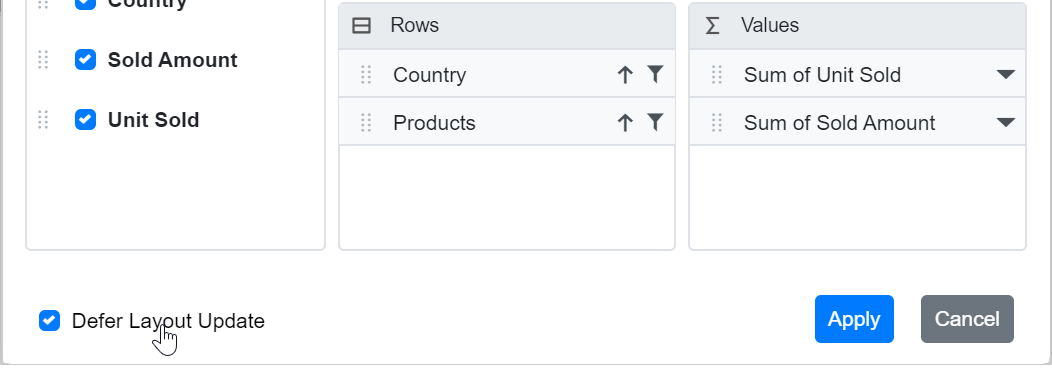 Country
Sold Amount
Unit Sold
Rows
Country
Products
Σ Values
Sum of Unit Sold
Sum of Sold Amount
Defer Layout Update
Apply
Cancel